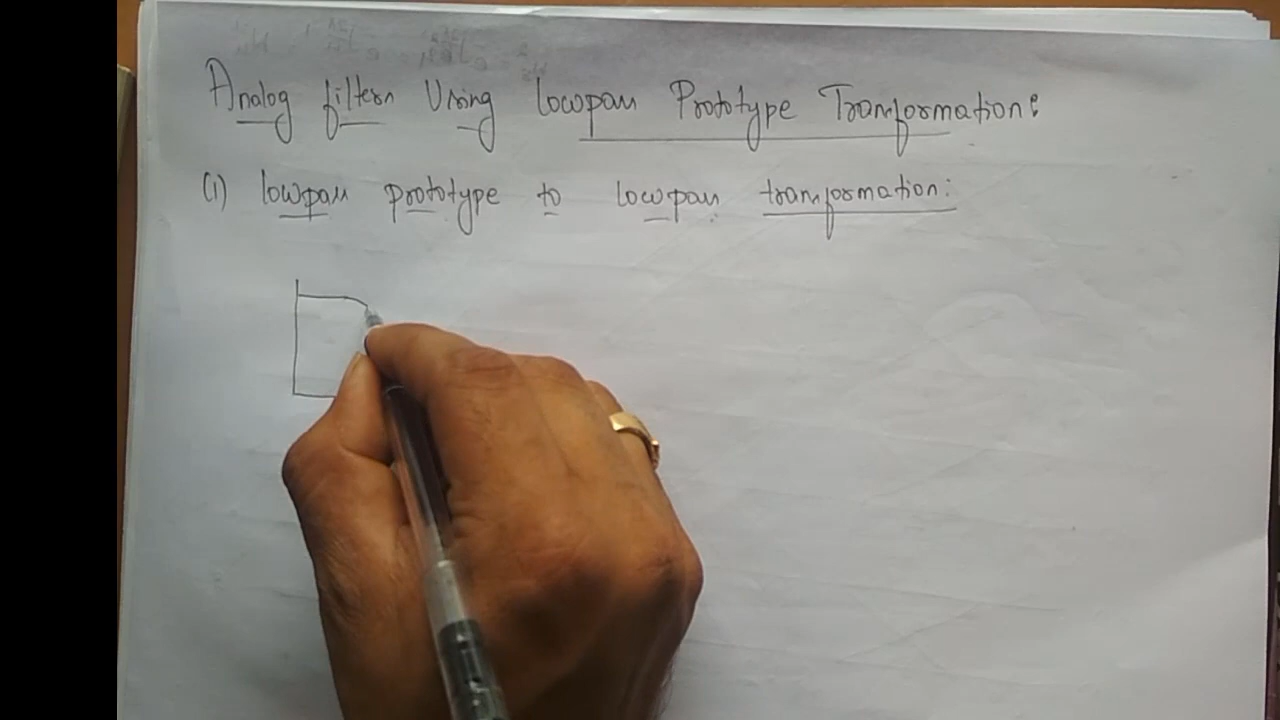 Analog filters Using lowpass Prototype Transformation:
(1) lowpass prototype to lowpass transformation: